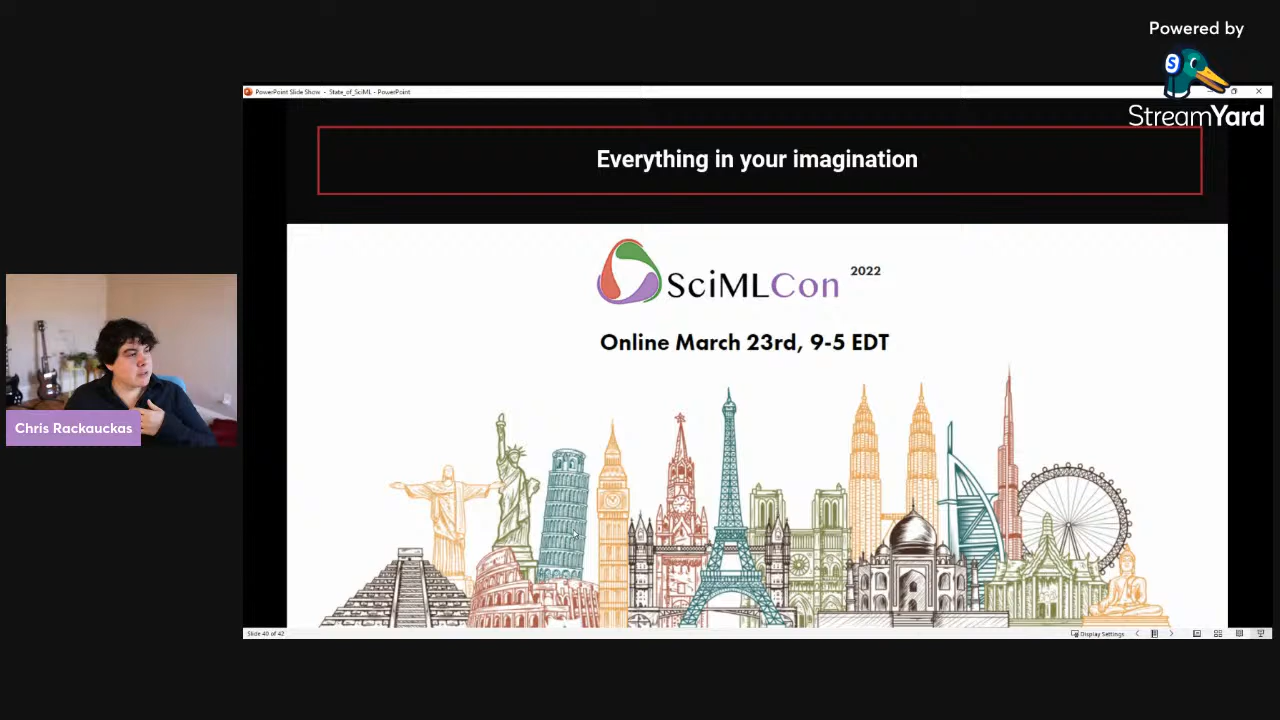 Powered by
StreamYard
PowerPoint Slide Show - State_of_SciML - PowerPoint
Everything in your imagination
SciMLCon 2022
Online March 23rd, 9-5 EDT
Chris Rackauckas
Slide 40 of 42
Display Settings